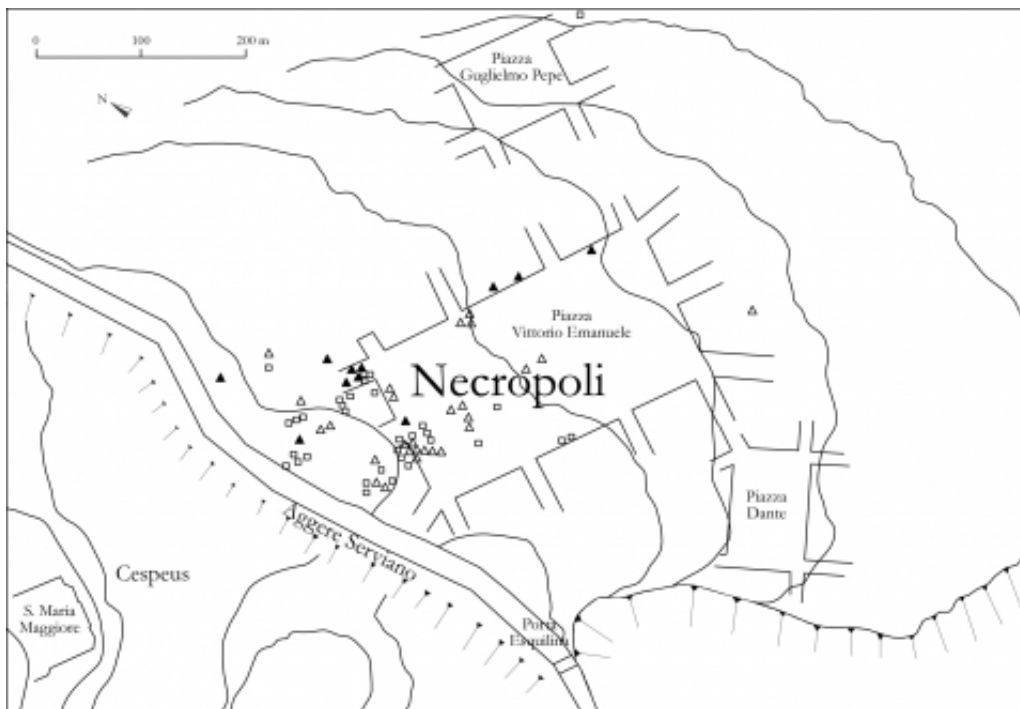 0 100 200 m
N
Piazza
Guglielmo Pepe
Piazza
Vittorio Emanuele
Necropoli
Piazza
Dante
Aggere Serviano
Cespeus
S. Maria
Maggiore
Porta
Esquilina